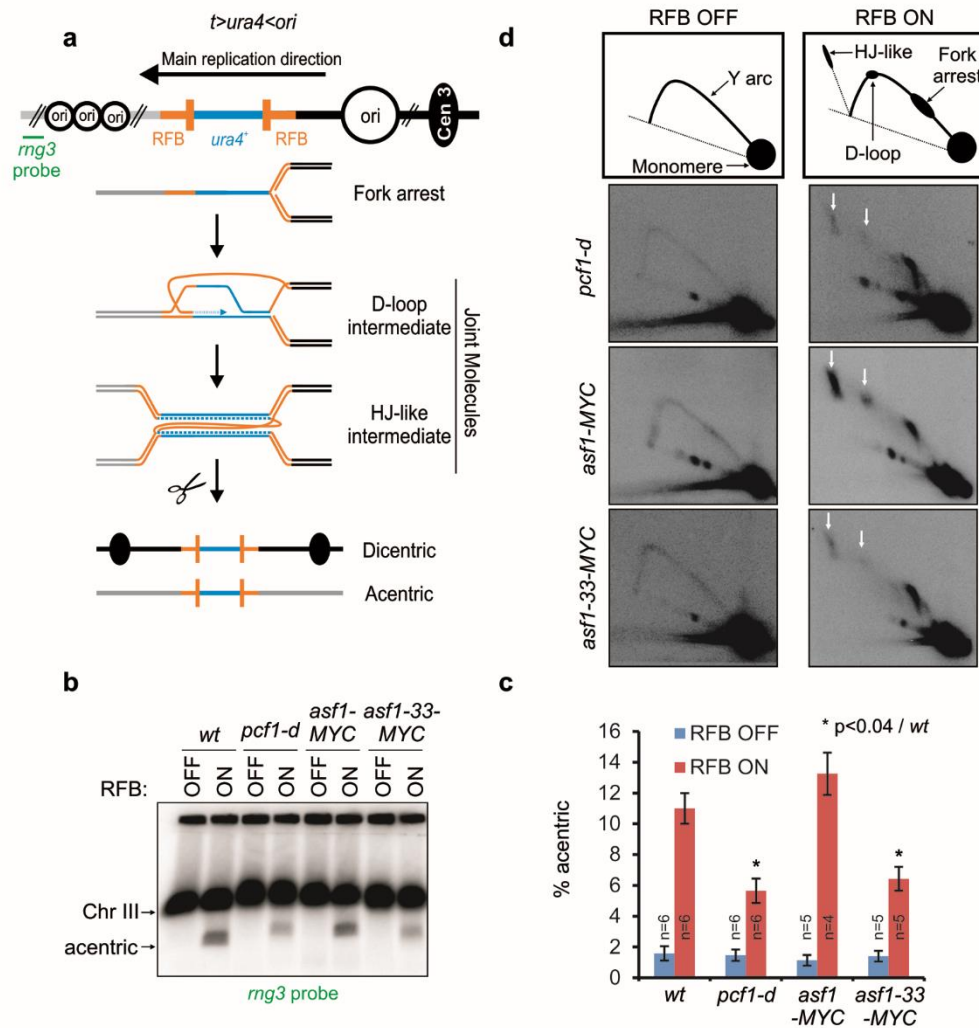 a
t>ura4<ori
Main replication direction
ori
ori
ori
ori
Cen 3
RFB
ura4+
RFB
rng3
probe
Fork arrest
D-loop
intermediate
HJ-like
intermediate
Joint Molecules
Dicentric
Acentric
b
wt
pcf1-d
asf1-
MYC
asf1-33-
MYC
RFB:
OFF
ON
OFF
ON
OFF
ON
OFF
ON
Chr III
acentric
rng3 probe
d
RFB OFF
RFB ON
Y arc
Monomere
HJ-like
Fork
arrest
D-loop
pcf1-d
asf1-MYC
asf1-33-MYC
c
* p<0.04 / wt
RFB OFF
RFB ON
% acentric
16
14
12
10
8
6
4
2
0
*
*
n=6
n=6
n=6
n=6
n=5
n=4
n=5
n=5
wt
pcf1-d
asf1
-MYC
asf1-33
-MYC